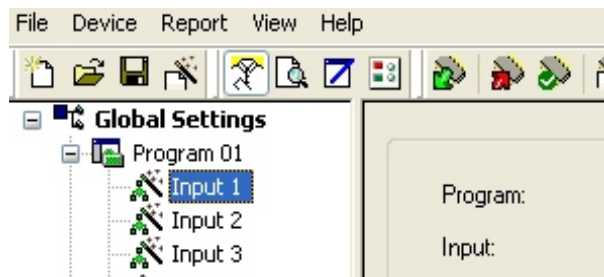 File Device Report View Help
Global Settings
Program 01
Input 1
Input 2
Input 3
Program:
Input: